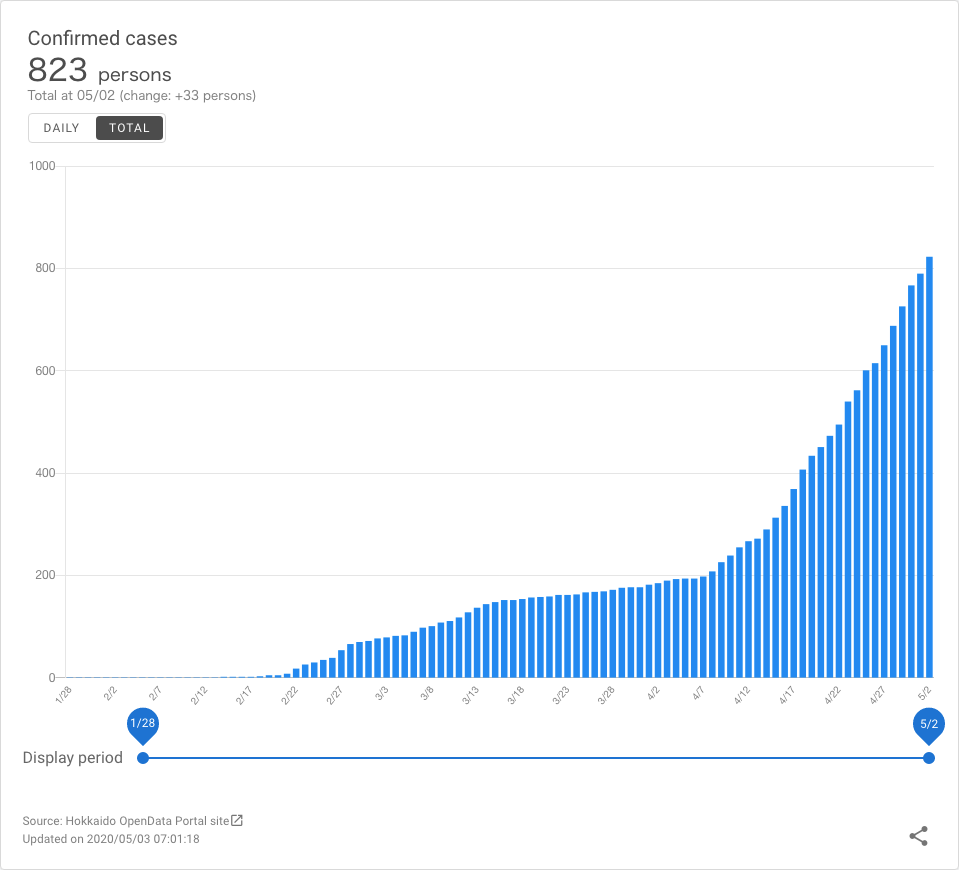 Confirmed cases
823 persons
Total at 05/02 (change: +33 persons)
DAILY TOTAL
1000
800
600
400
200
0
1/28 2/2 2/7 2/12 2/17 2/22 2/27 3/3 3/8 3/13 3/18 3/23 3/28 4/2 4/7 4/12 4/17 4/22 4/27 5/2
1/28 5/2
Display period
Source: Hokkaido OpenData Portal site
Updated on 2020/05/03 07:01:18